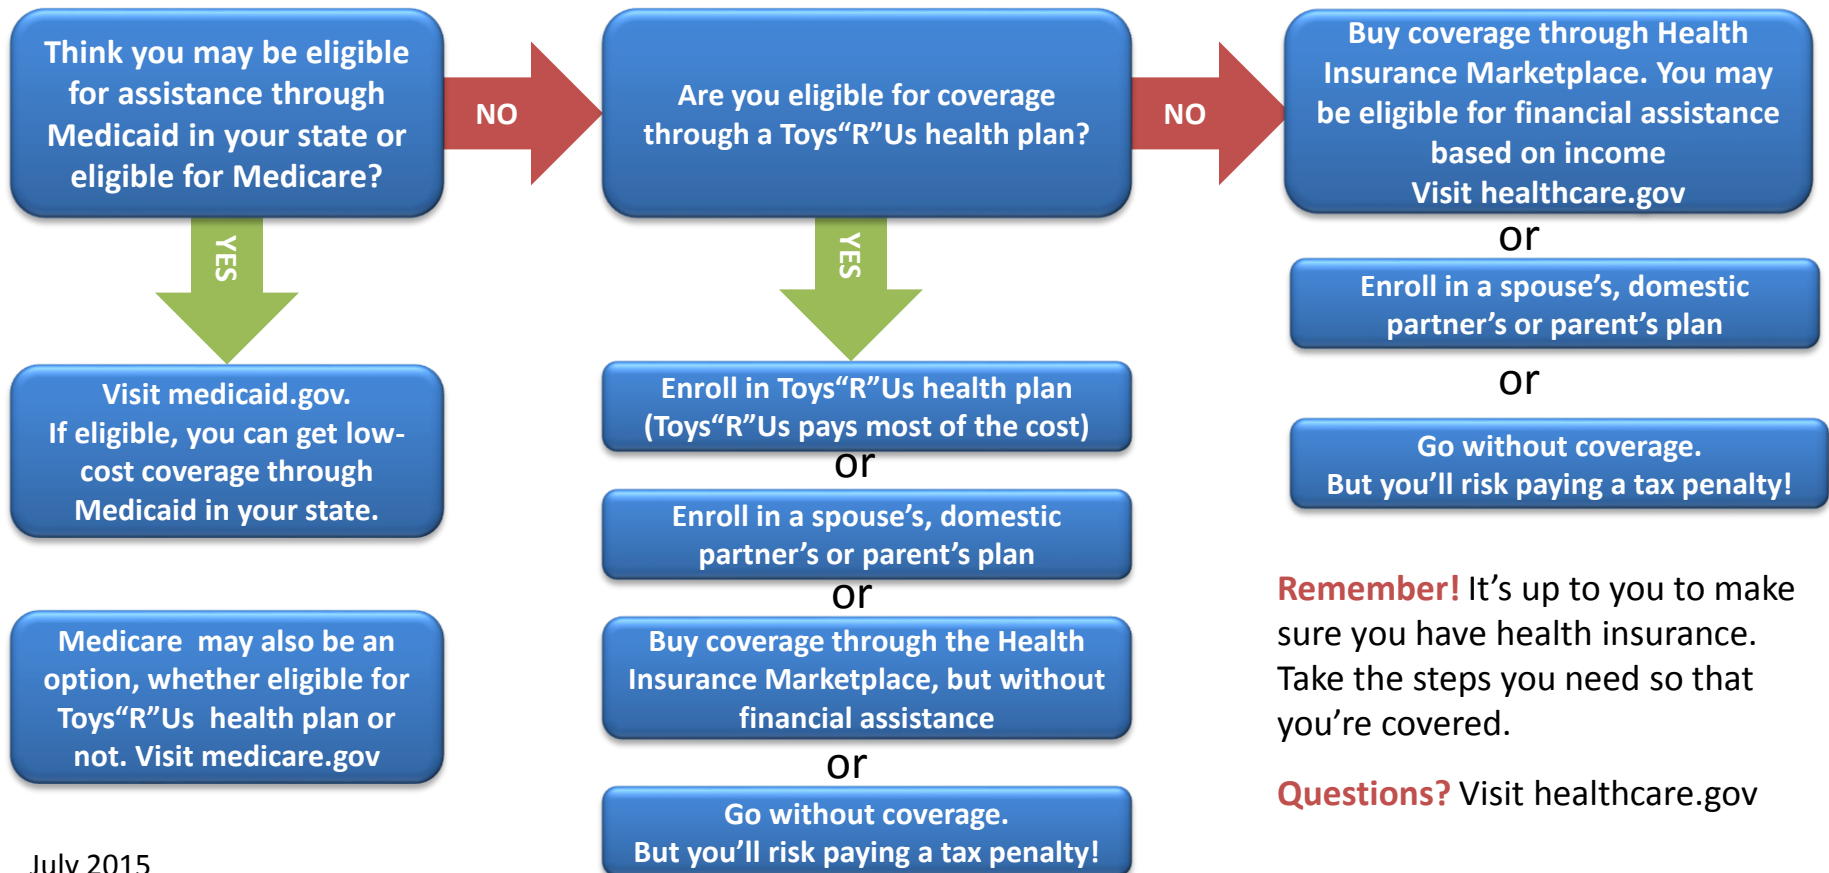 Think you may be eligible
for assistance through
Medicaid in your state or
eligible for Medicare?
NO
YES
Visit medicaid.gov.
If eligible, you can get low-
cost coverage through
Medicaid in your state.
Medicare  may also be an
option, whether eligible for
Toys“R”Us  health plan or
not. Visit medicare.gov
July 2015
Are you eligible for coverage
through a Toys“R”Us health plan?
NO
YES
Enroll in Toys“R”Us health plan
(Toys“R”Us pays most of the cost)
or
Enroll in a spouse’s, domestic
partner’s or parent’s plan
or
Buy coverage through the Health
Insurance Marketplace, but without
financial assistance
or
Go without coverage.
But you’ll risk paying a tax penalty!
Buy coverage through Health
Insurance Marketplace. You may
be eligible for financial assistance
based on income
Visit healthcare.gov
or
Enroll in a spouse’s, domestic
partner’s or parent’s plan
or
Go without coverage.
But you’ll risk paying a tax penalty!
Remember! It’s up to you to make
sure you have health insurance.
Take the steps you need so that
you’re covered.
Questions? Visit healthcare.gov